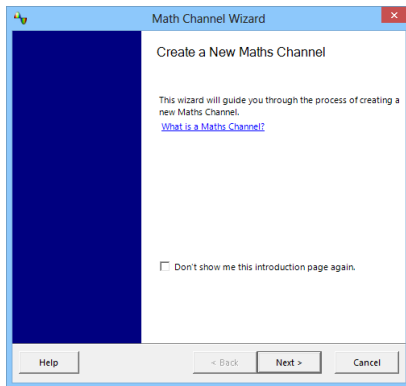 Math Channel Wizard
Create a New Maths Channel
This wizard will guide you through the process of creating a
new Maths Channel.
What is a Maths Channel?
Don't show me this introduction page again.
Help
< Back
Next >
Cancel